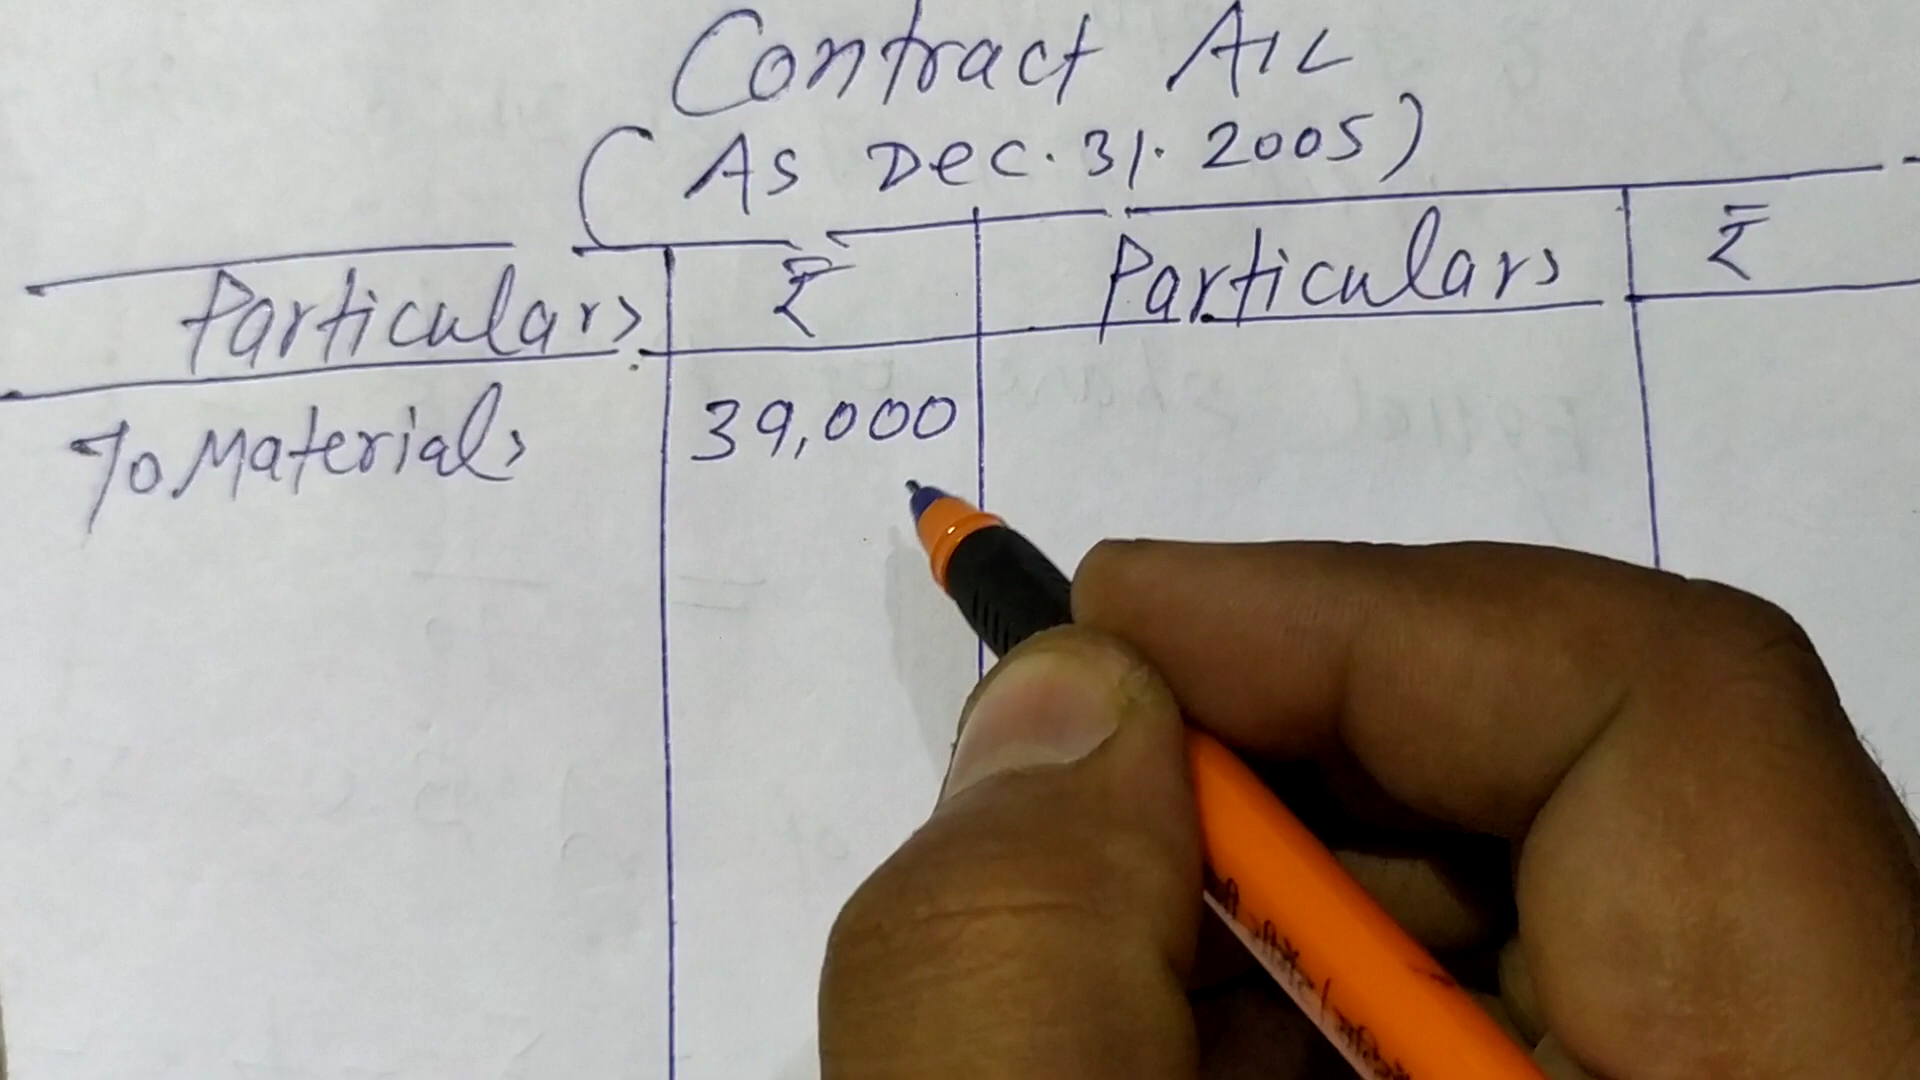 Contract A/C
(As Dec. 31. 2005)
Particulars ₹ Particulars ₹
To Materials 39,000